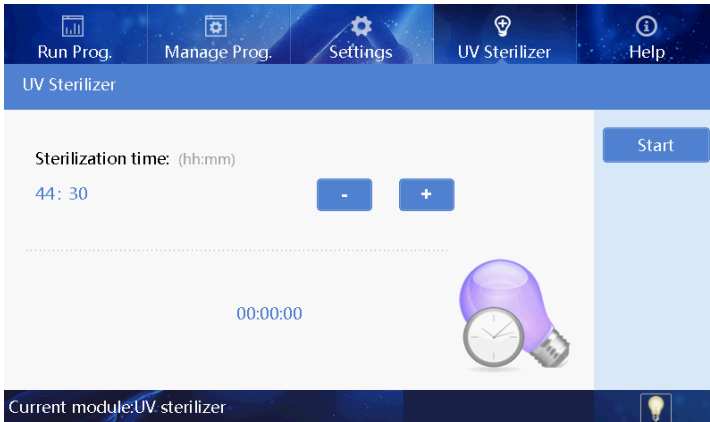 Run Prog. Manage Prog. Settings UV Sterilizer Help
UV Sterilizer
Sterilization time: (hh:mm)
Start
44: 30
- +
00:00:00
Current module:UV sterilizer